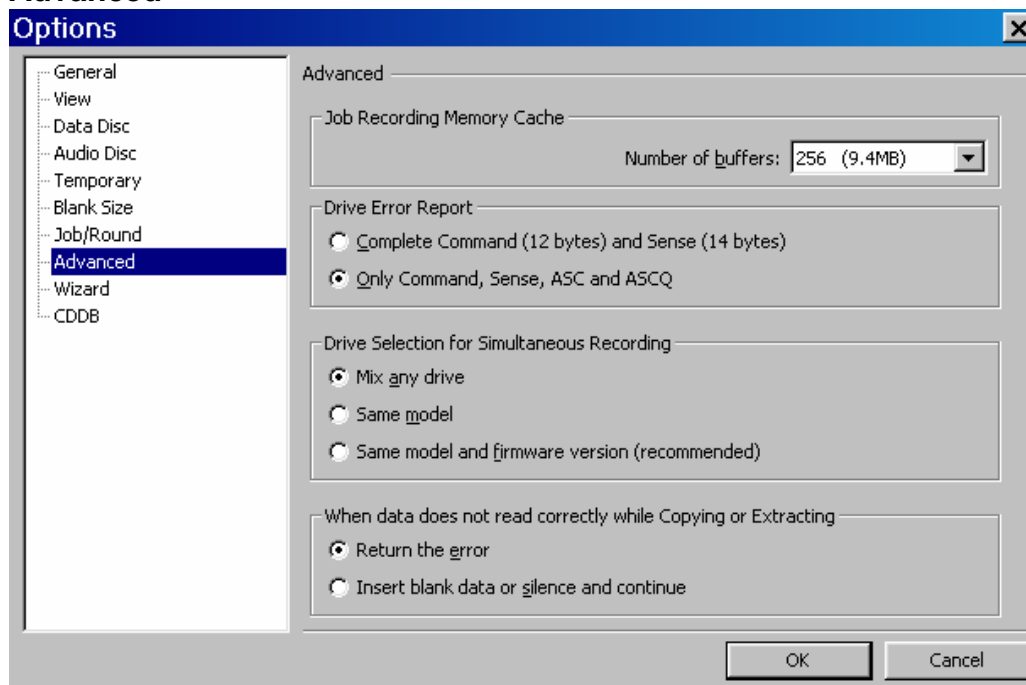 Advanced
Options
General
View
Data Disc
Audio Disc
Temporary
Blank Size
Job/Round
Advanced
Wizard
CDDB
Advanced
Job Recording Memory Cache
Number of buffers: 256 (9.4MB)
Drive Error Report
Complete Command (12 bytes) and Sense (14 bytes)
Only Command, Sense, ASC and ASCQ
Drive Selection for Simultaneous Recording
Mix any drive
Same model
Same model and firmware version (recommended)
When data does not read correctly while Copying or Extracting
Return the error
Insert blank data or silence and continue
OK Cancel